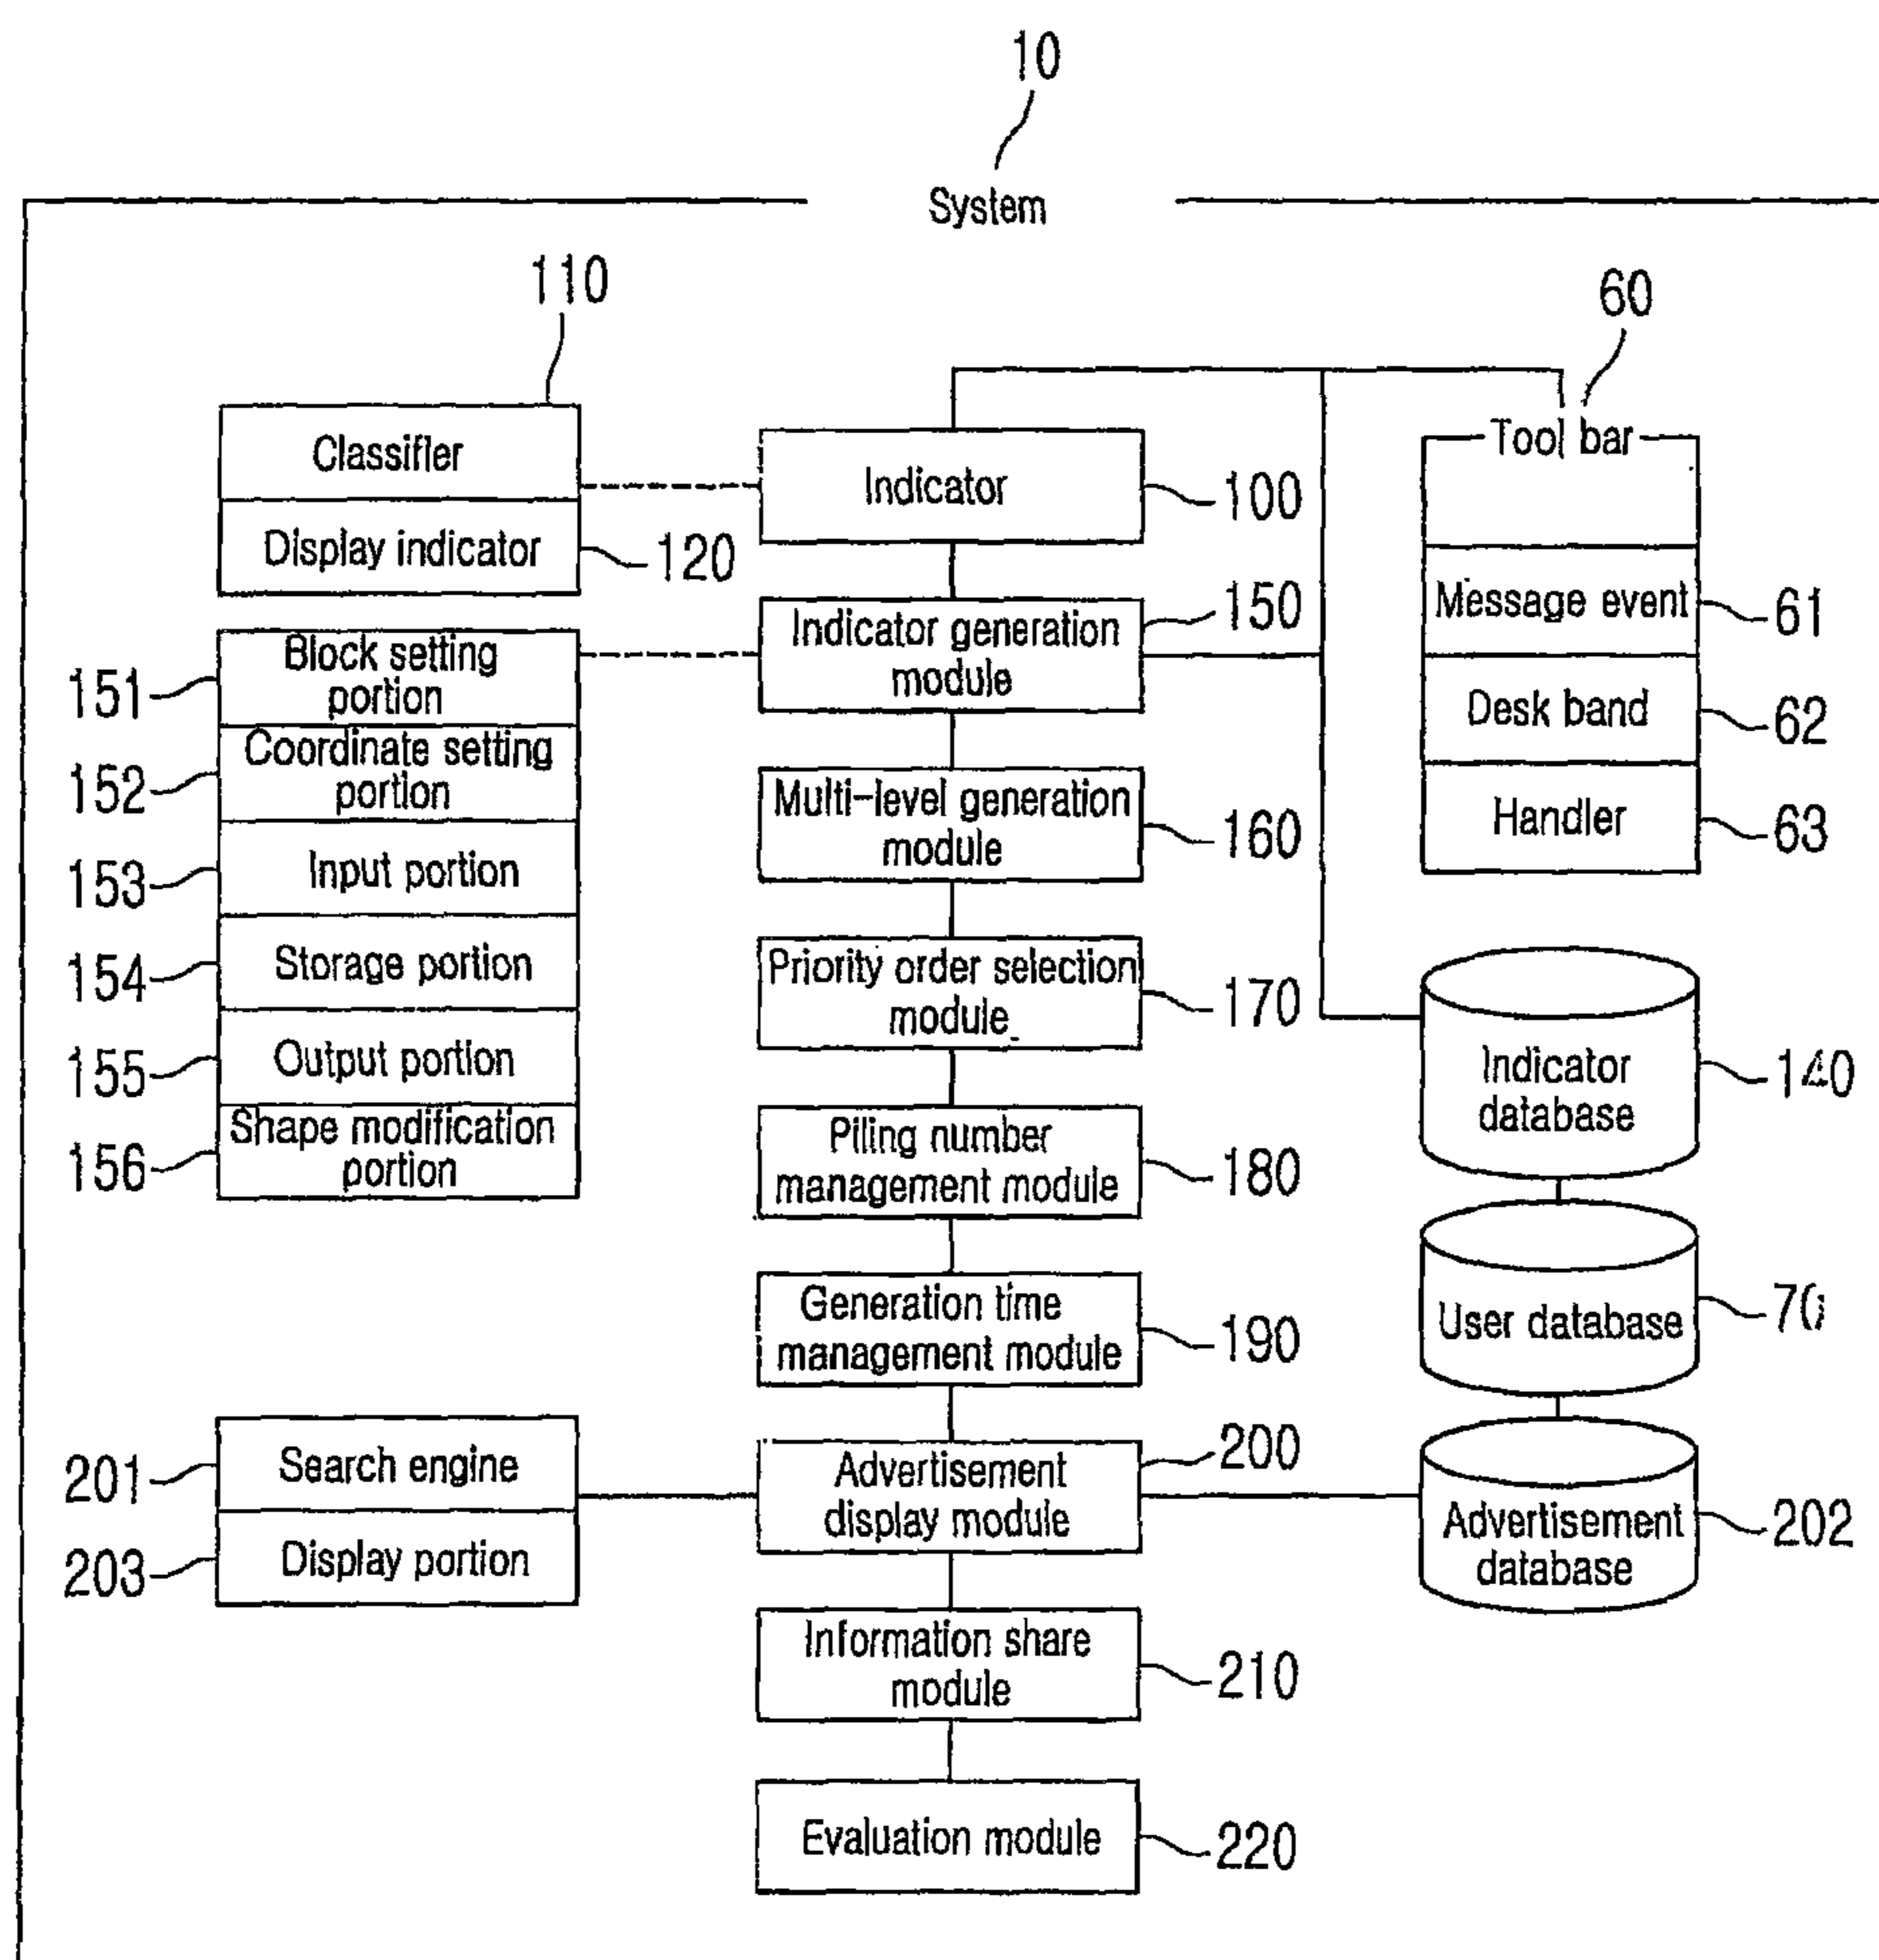 10
System
110
Classifier
Display indicator
120
151
Block setting
portion
152
Coordinate setting
portion
153
Input portion
154
Storage portion
155
Output portion
156
Shape modification
portion
201
Search engine
203
Display portion
Indicator
100
Indicator generation
module
150
Multi-level generation
module
160
Priority order selection
module
170
Piling number
management module
180
Generation time
management module
190
Advertisement
display module
200
Information share
module
210
Evaluation module
220
60
Tool bar
Message event
61
Desk band
62
Handler
63
Indicator
database
140
User database
70
Advertisement
database
202